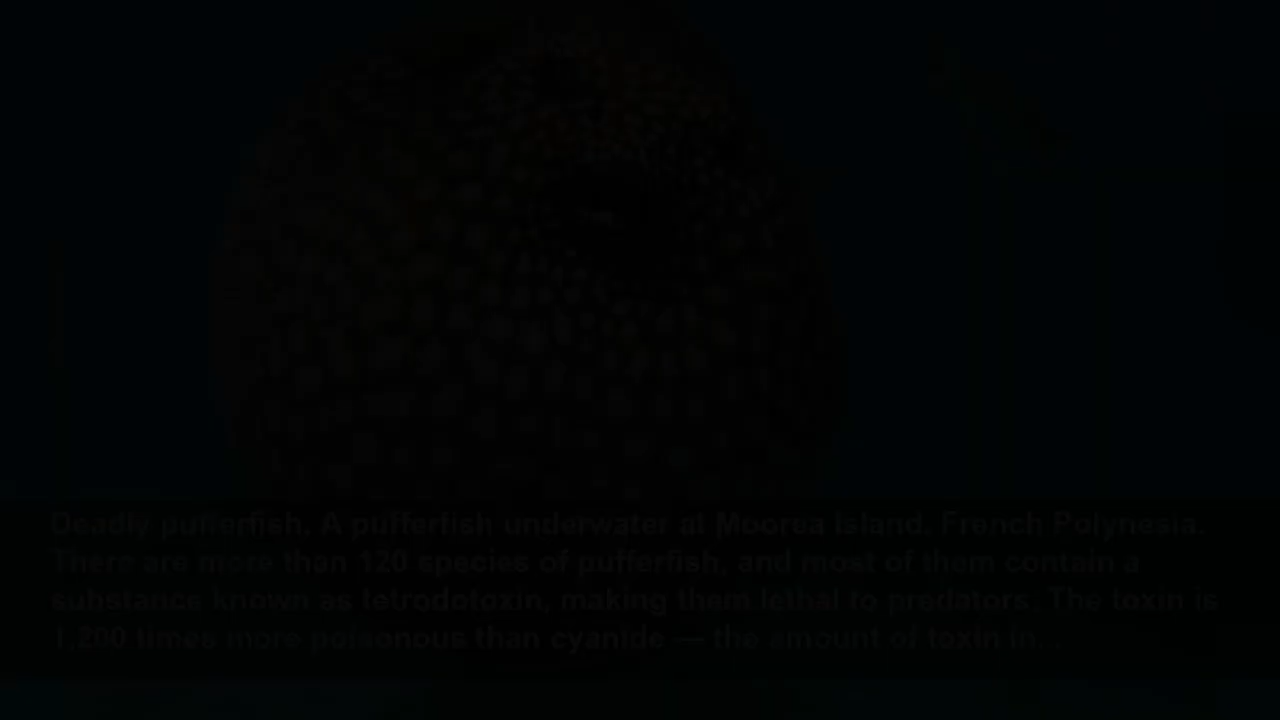 Deadly pufferfish. A pufferfish underwater at Moorea Island, French Polynesia.
There are more than 120 species of pufferfish, and most of them contain a
substance known as tetrodotoxin, making them lethal to predators. The toxin is
1,200 times more poisonous than cyanide — the amount of toxin in...